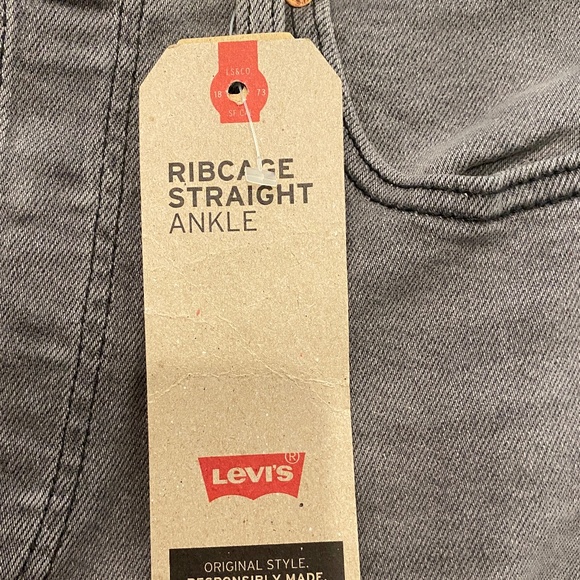 LS&CO.
18 73
SF. CAL
RIBCAGE
STRAIGHT
ANKLE
Levi's®
ORIGINAL STYLE.
RESPONSIBLY MADE.